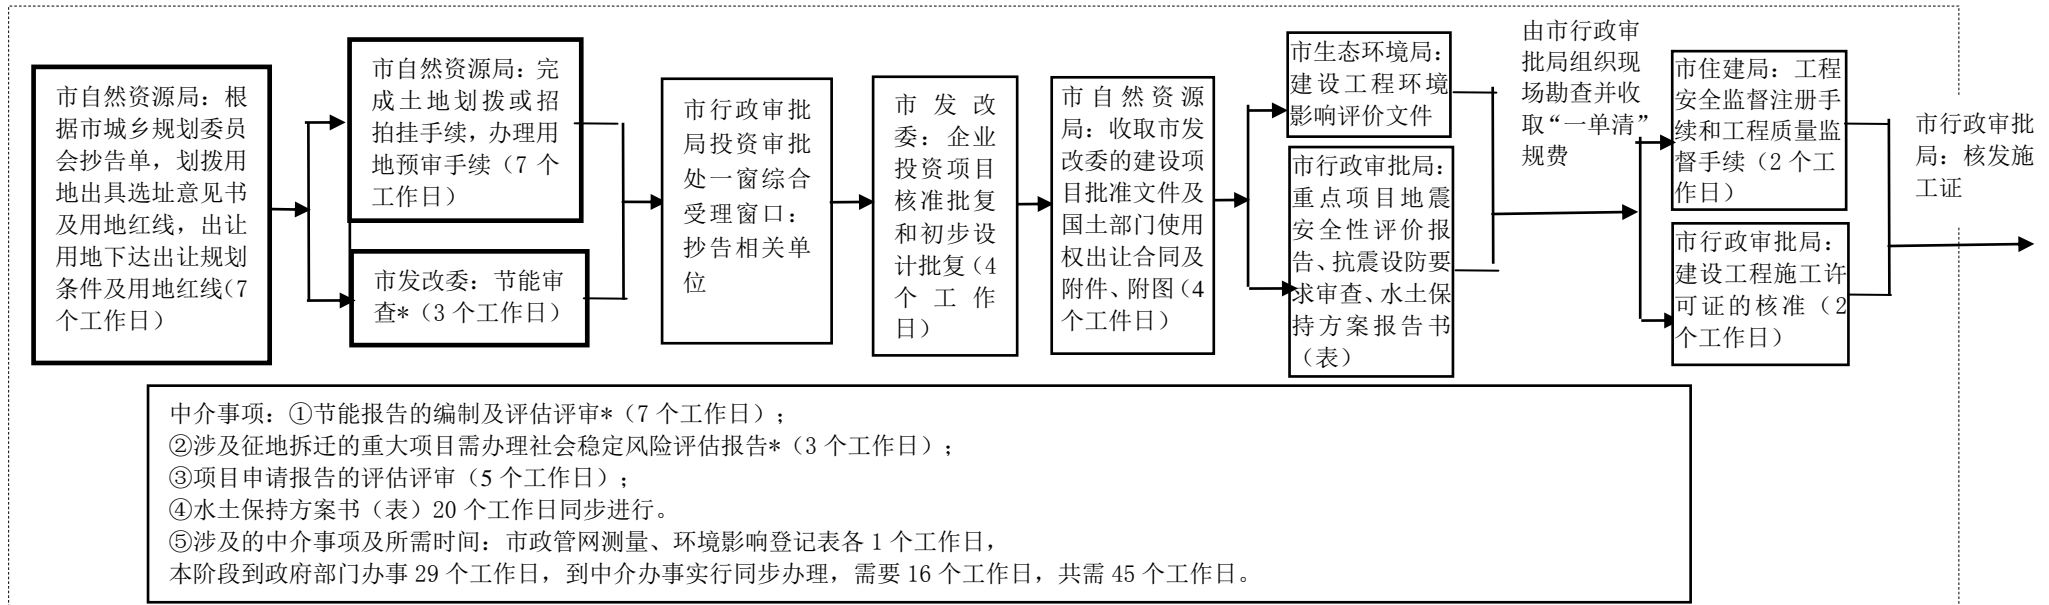 市自然资源局：根
据市城乡规划委员
会抄告单，划拨用
地出具选址意见书
及用地红线，出让
用地下达出让规划
条件及用地红线（7
个工作日）
市自然资源局：完
成土地划拨或招
拍挂手续，办理用
地预审手续（7 个
工作日）
市发改委：节能审
查*（3 个工作日）
市行政审批
局投资审批
处一窗综合
受理窗口：
抄告相关单
位
市发改
委：企业
投资项目
核准批复
和初步设
计批复（4
个工作
日）
市自然资源
局：收取市发
改委的建设项
目批准文件及
国土部门使用
权出让合同及
附件、附图（4
个工件日）
市生态环境局：
建设工程环境
影响评价文件
市行政审批局：
重点项目地震
安全性评价报
告、抗震设防要
求审查、水土保
持方案报告书
（表）
由市行政审
批局组织现
场勘查并收
取“一单清”
规费
市住建局：工程
安全监督注册手
续和工程质量监
督手续（2 个工
作日）
市行政审批局：
建设工程施工许
可证的核准（2
个工作日）
市行政审批
局：核发施
工证
中介事项：①节能报告的编制及评估评审*（7 个工作日）；
②涉及征地拆迁的重大项目需办理社会稳定风险评估报告*（3 个工作日）；
③项目申请报告的评估评审（5 个工作日）；
④水土保持方案书（表）20 个工作日同步进行。
⑤涉及的中介事项及所需时间：市政管网测量、环境影响登记表各 1 个工作日，
本阶段到政府部门办事 29 个工作日，到中介办事实行同步办理，需要 16 个工作日，共需 45 个工作日。